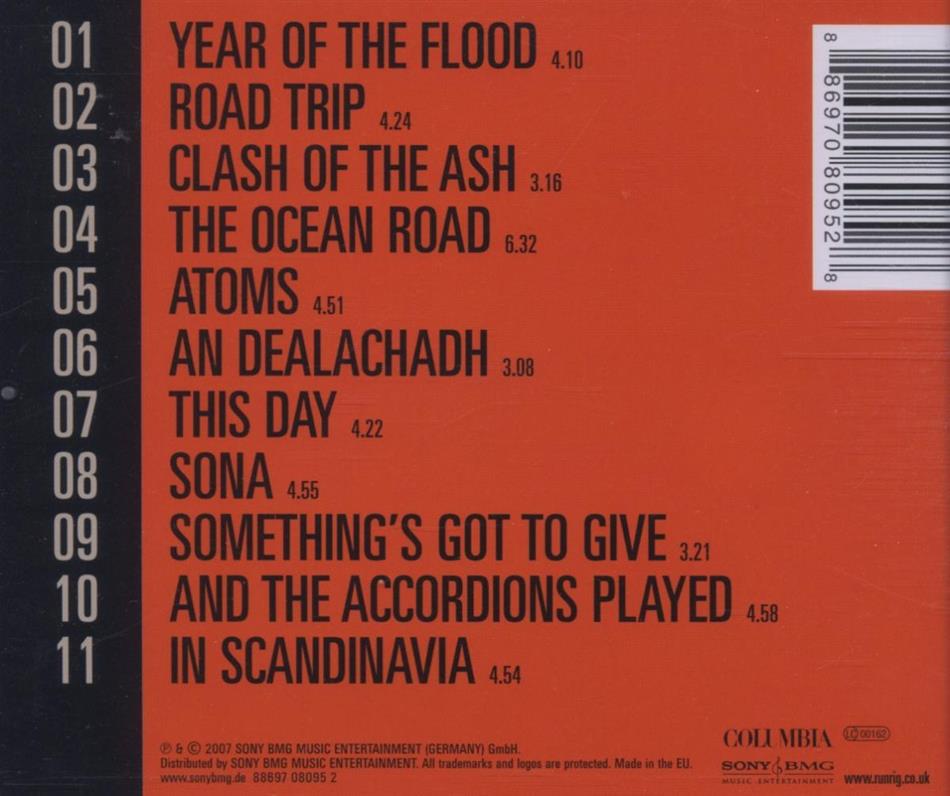 01 YEAR OF THE FLOOD 4.10
02 ROAD TRIP 4.24
03 CLASH OF THE ASH 3.16
04 THE OCEAN ROAD 6.32
05 ATOMS 4.51
06 AN DEALACHADH 3.08
07 THIS DAY 4.22
08 SONA 4.55
09 SOMETHING'S GOT TO GIVE 3.21
10 AND THE ACCORDIONS PLAYED 4.58
11 IN SCANDINAVIA 4.54
8 86970 80952 8
℗ & © 2007 SONY BMG MUSIC ENTERTAINMENT (GERMANY) GmbH.
Distributed by SONY BMG MUSIC ENTERTAINMENT. All trademarks and logos are protected. Made in the EU.
www.sonybmg.de 88697 08095 2
COLUMBIA LC 00162
SONY BMG
MUSIC ENTERTAINMENT
www.runrig.co.uk